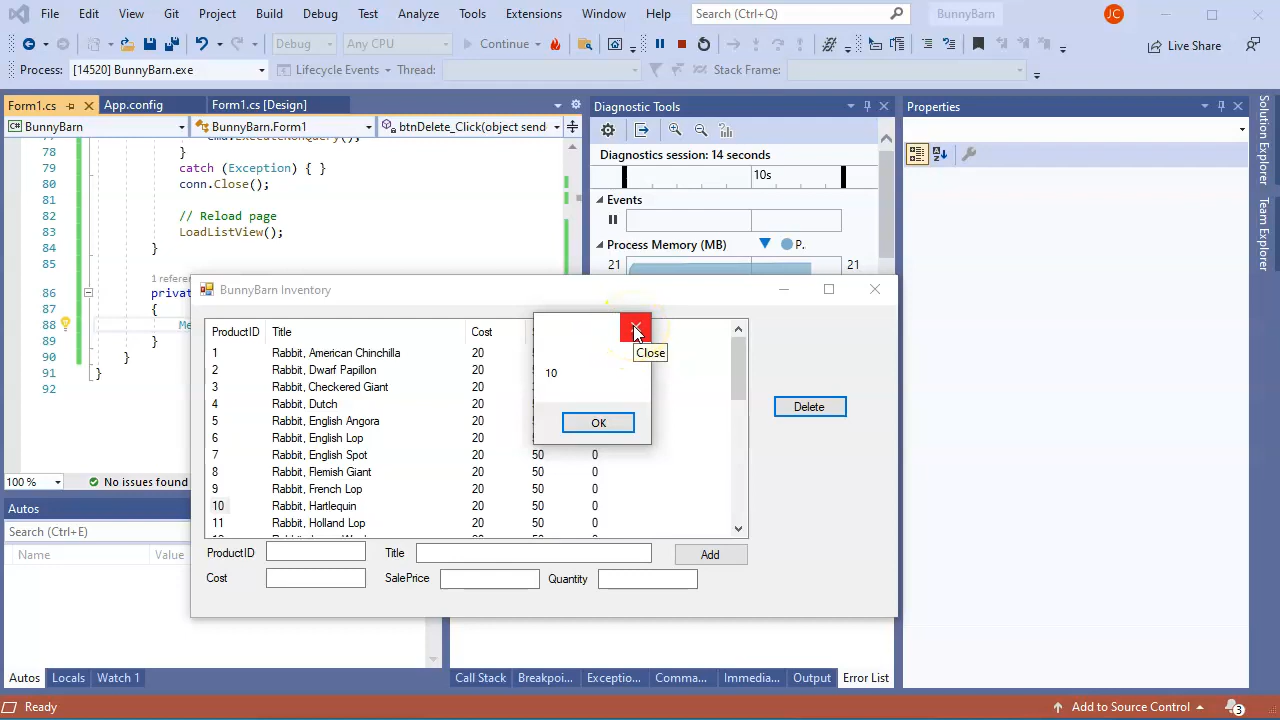 File Edit View Git Project Build Debug Test Analyze Tools Extensions Window Help Search (Ctrl+Q) BunnyBarn JC
Debug Any CPU Continue Live Share
Process: [14520] BunnyBarn.exe Lifecycle Events Thread: Stack Frame:
Form1.cs App.config Form1.cs [Design]
BunnyBarn BunnyBarn.Form1 btnDelete_Click(object send
78 }
79 catch (Exception) { }
80 conn.Close();
81
82 // Reload page
83 LoadListView();
84 }
85
1 referen
86 priva
87 {
88 Me
89 }
90 }
91 }
92
100 % No issues found
Autos
Search (Ctrl+E)
Name Value
Autos Locals Watch 1
Diagnostic Tools
Diagnostics session: 14 seconds
10s
Events
Process Memory (MB) P.
21 21
Properties
Solution Explorer
Team Explorer
BunnyBarn Inventory
ProductID Title Cost
1 Rabbit, American Chinchilla 20
2 Rabbit, Dwarf Papillon 20
3 Rabbit, Checkered Giant 20
4 Rabbit, Dutch 20
5 Rabbit, English Angora 20
6 Rabbit, English Lop 20
7 Rabbit, English Spot 20 50 0
8 Rabbit, Flemish Giant 20 50 0
9 Rabbit, French Lop 20 50 0
10 Rabbit, Hartlequin 20 50 0
11 Rabbit, Holland Lop 20 50 0
Close
10
OK
Delete
ProductID Title Add
Cost SalePrice Quantity
Call Stack Breakpoi... Exceptio... Comma... Immedia... Output Error List
Ready Add to Source Control 3